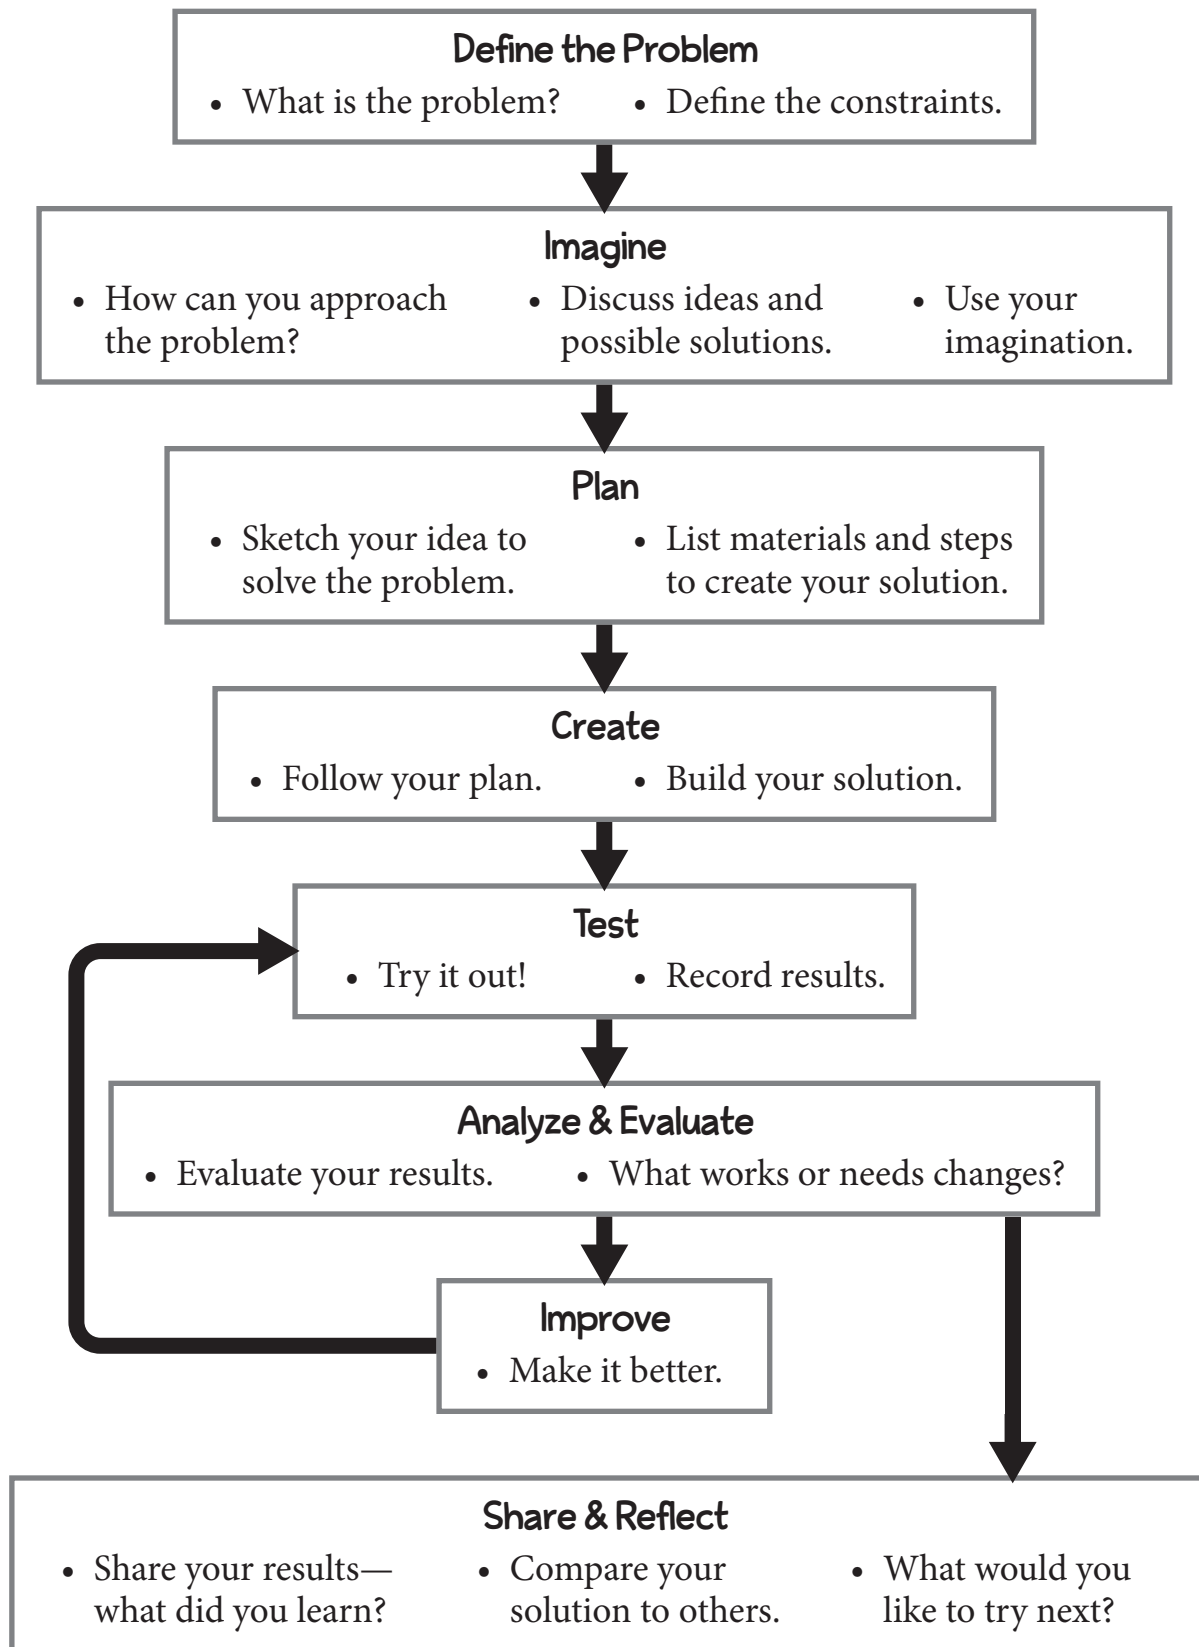 Define the Problem
• What is the problem? • Define the constraints.
Imagine
• How can you approach the problem?
• Discuss ideas and possible solutions.
• Use your imagination.
Plan
• Sketch your idea to solve the problem.
• List materials and steps to create your solution.
Create
• Follow your plan. • Build your solution.
Test
• Try it out! • Record results.
Analyze & Evaluate
• Evaluate your results. • What works or needs changes?
Improve
• Make it better.
Share & Reflect
• Share your results—
what did you learn?
• Compare your
solution to others.
• What would you
like to try next?